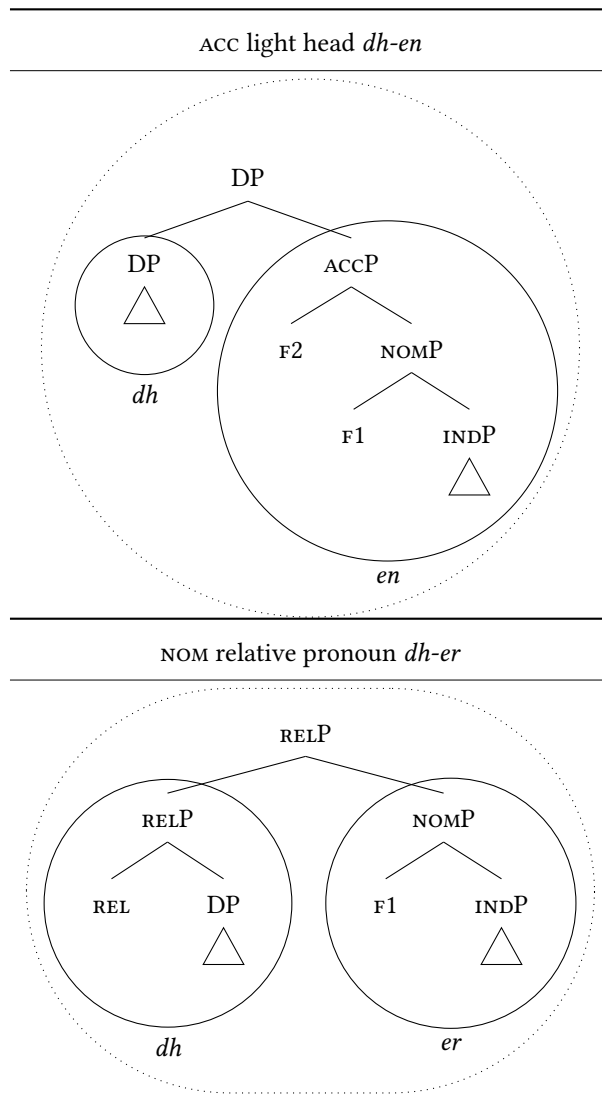 ACC light head dh-en
DP
DP ACCP
F2 NOMP
dh
F1 INDP
en
NOM relative pronoun dh-er
RELP
RELP NOMP
REL DP F1 INDP
dh er